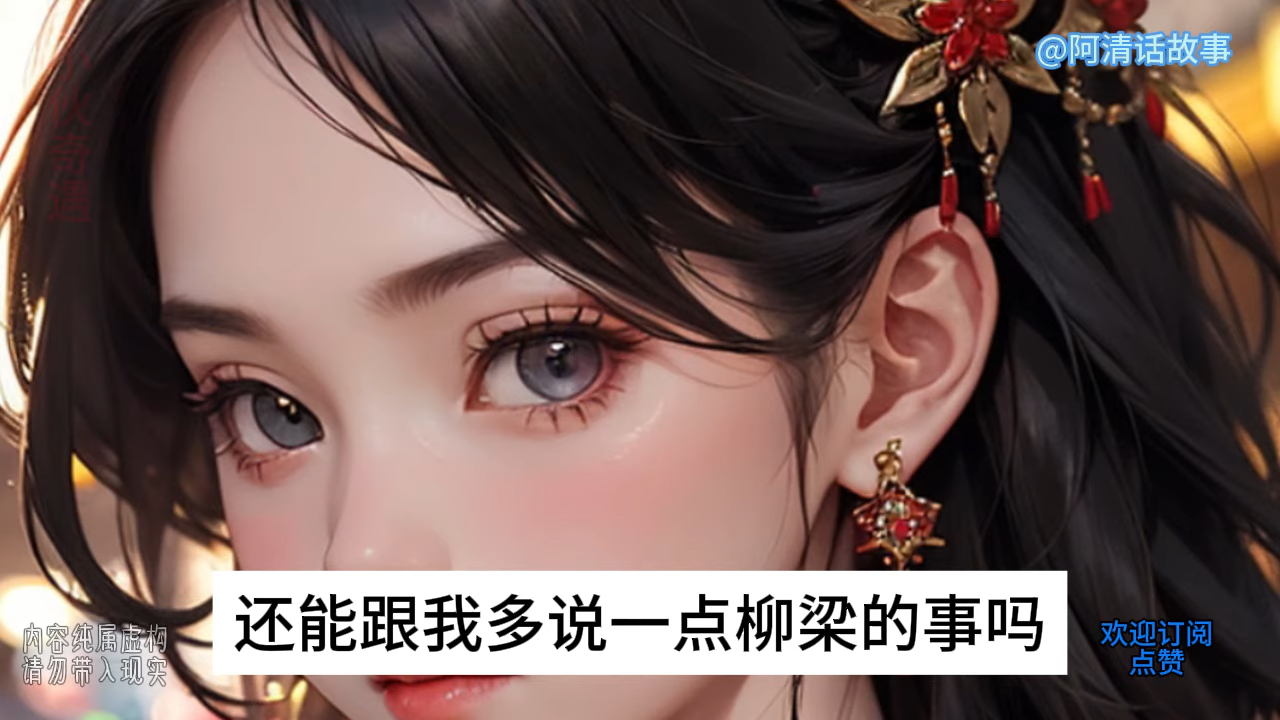 @阿清话故事
还能跟我多说一点柳梁的事吗
内容纯属虚构
请勿带入现实
欢迎订阅
点赞